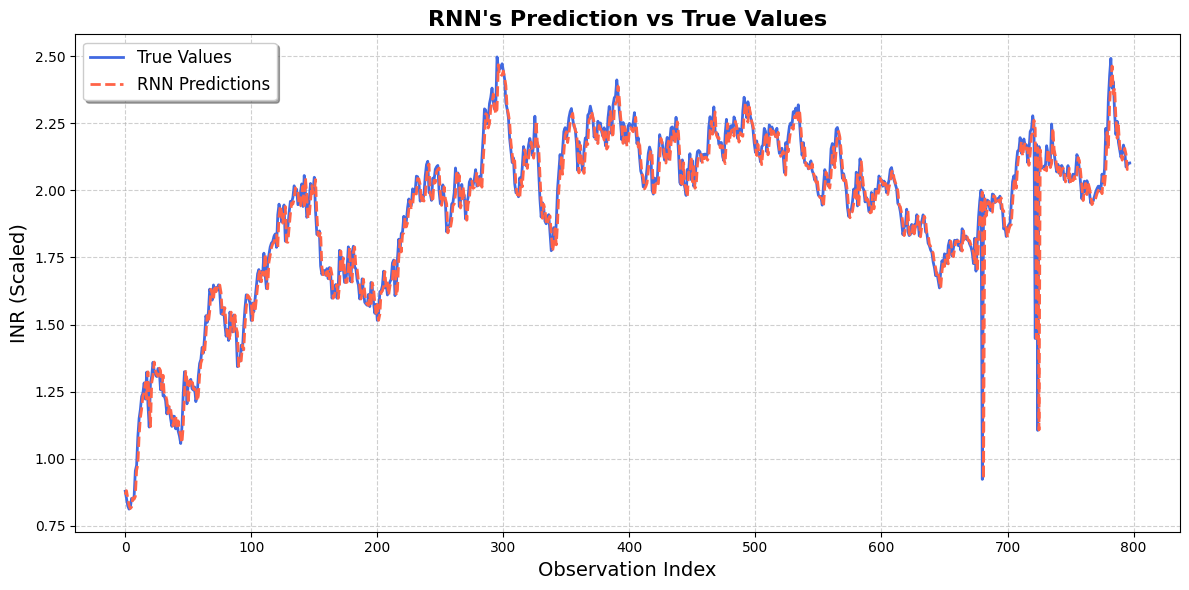 RNN's Prediction vs True Values
True Values
RNN Predictions
INR (Scaled)
2.50
2.25
2.00
1.75
1.50
1.25
1.00
0.75
0 100 200 300 400 500 600 700 800
Observation Index